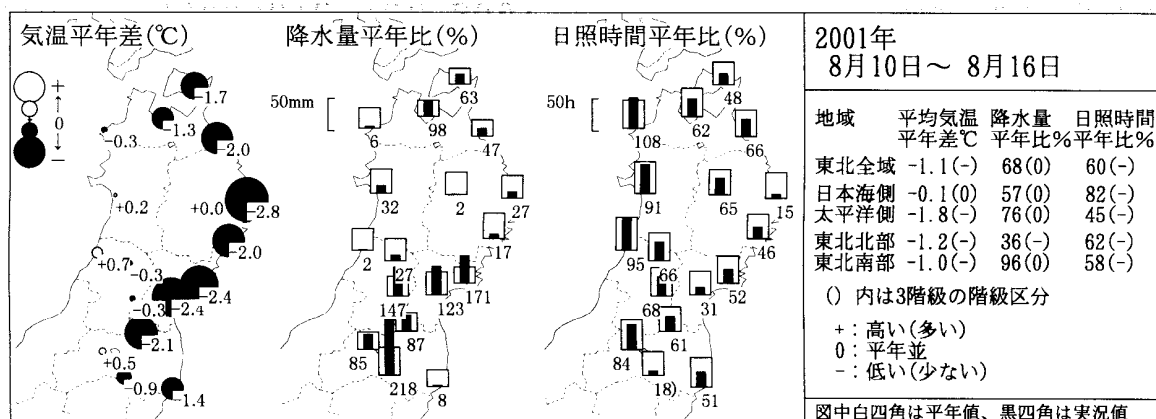 気温平年差(℃)
+
↑
0
↓
−
-1.7
-1.3
-0.3
-2.0
+0.2
+0.0
-2.8
-2.0
+0.7
-0.3
-2.4
-0.3
-2.4
-2.1
+0.5
-0.9
-1.4
降水量平年比(%)
50mm
63
98
6
47
32
2
27
17
2
27
171
147
123
87
85
218
8
日照時間平年比(%)
50h
48
62
108
66
91
65
15
46
95
66
52
68
31
61
84
18)
51
2001年
8月10日～ 8月16日
地域 平均気温 降水量 日照時間
平年差℃ 平年比% 平年比%
東北全域 -1.1(-) 68(0) 60(-)
日本海側 -0.1(0) 57(0) 82(-)
太平洋側 -1.8(-) 76(0) 45(-)
東北北部 -1.2(-) 36(-) 62(-)
東北南部 -1.0(-) 96(0) 58(-)
() 内は3階級の階級区分
+：高い(多い)
0：平年並
-：低い(少ない)
図中白四角は平年値、黒四角は実況値